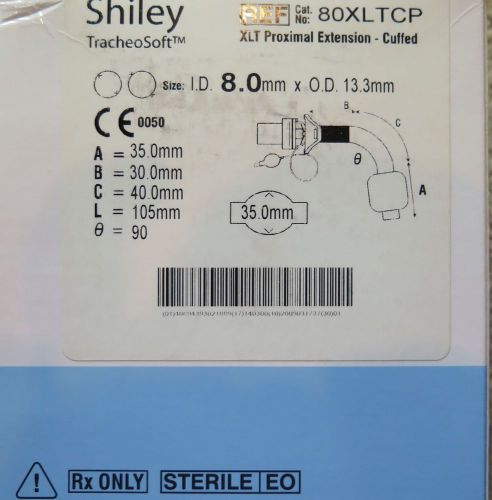 Shiley
TracheoSoft™
REF Cat. No: 80XLTCP
XLT Proximal Extension - Cuffed
Size: I.D. 8.0mm x O.D. 13.3mm
CE 0050
A = 35.0mm
B = 30.0mm
C = 40.0mm
L = 105mm
θ = 90
B
C
θ
A
35.0mm
Rx ONLY STERILE EO